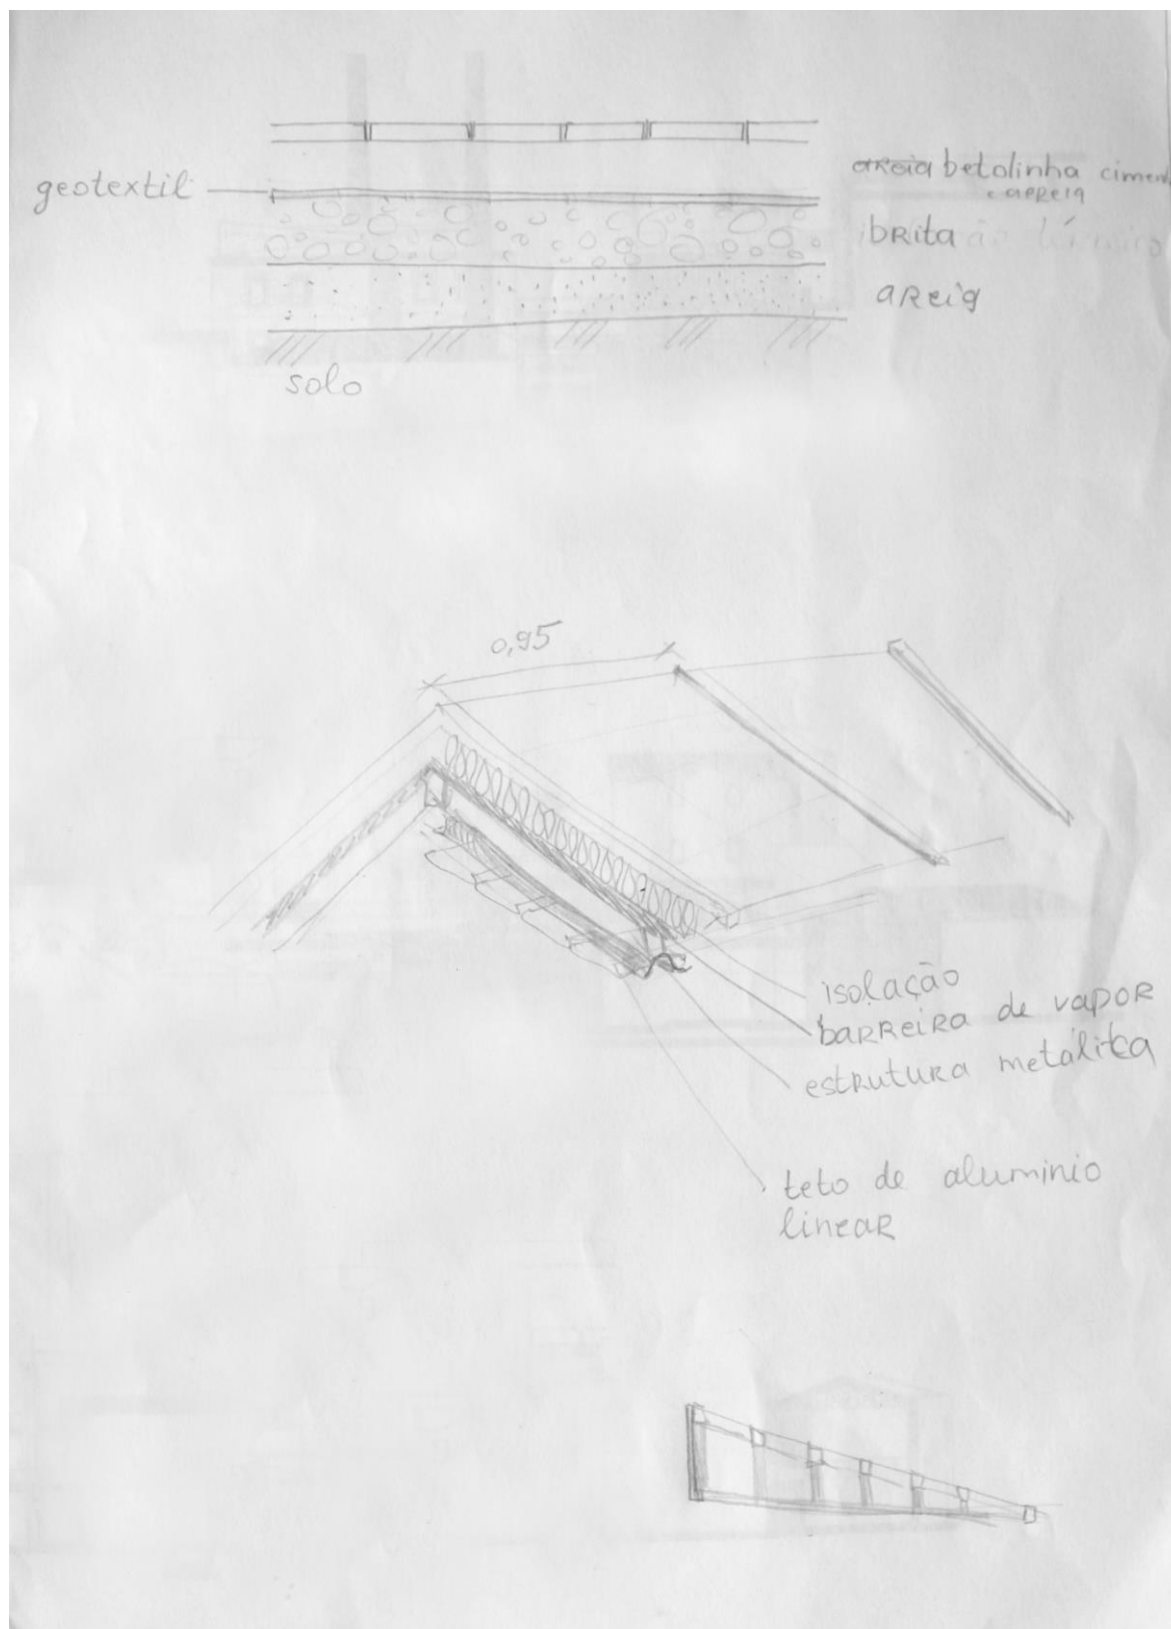 geotextil
areia betolinha cimen
e areia
brita
areia
solo
0,95
isolação
barreira de vapor
estrutura metálica
teto de aluminio
linear